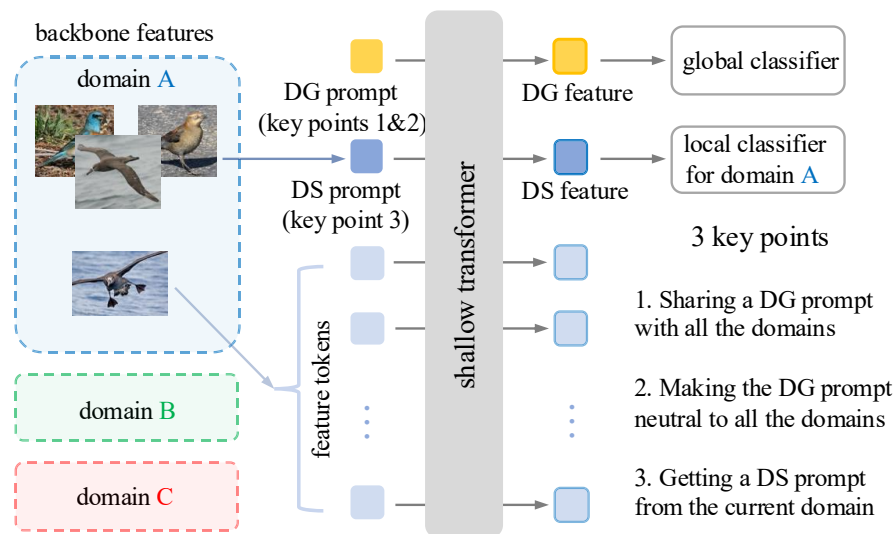 backbone features
domain A
DG prompt
(key points 1&2)
DS prompt
(key point 3)
feature tokens
shallow transformer
DG feature
DS feature
global classifier
local classifier
for domain A
3 key points
1. Sharing a DG prompt
with all the domains
2. Making the DG prompt
neutral to all the domains
3. Getting a DS prompt
from the current domain
domain B
domain C